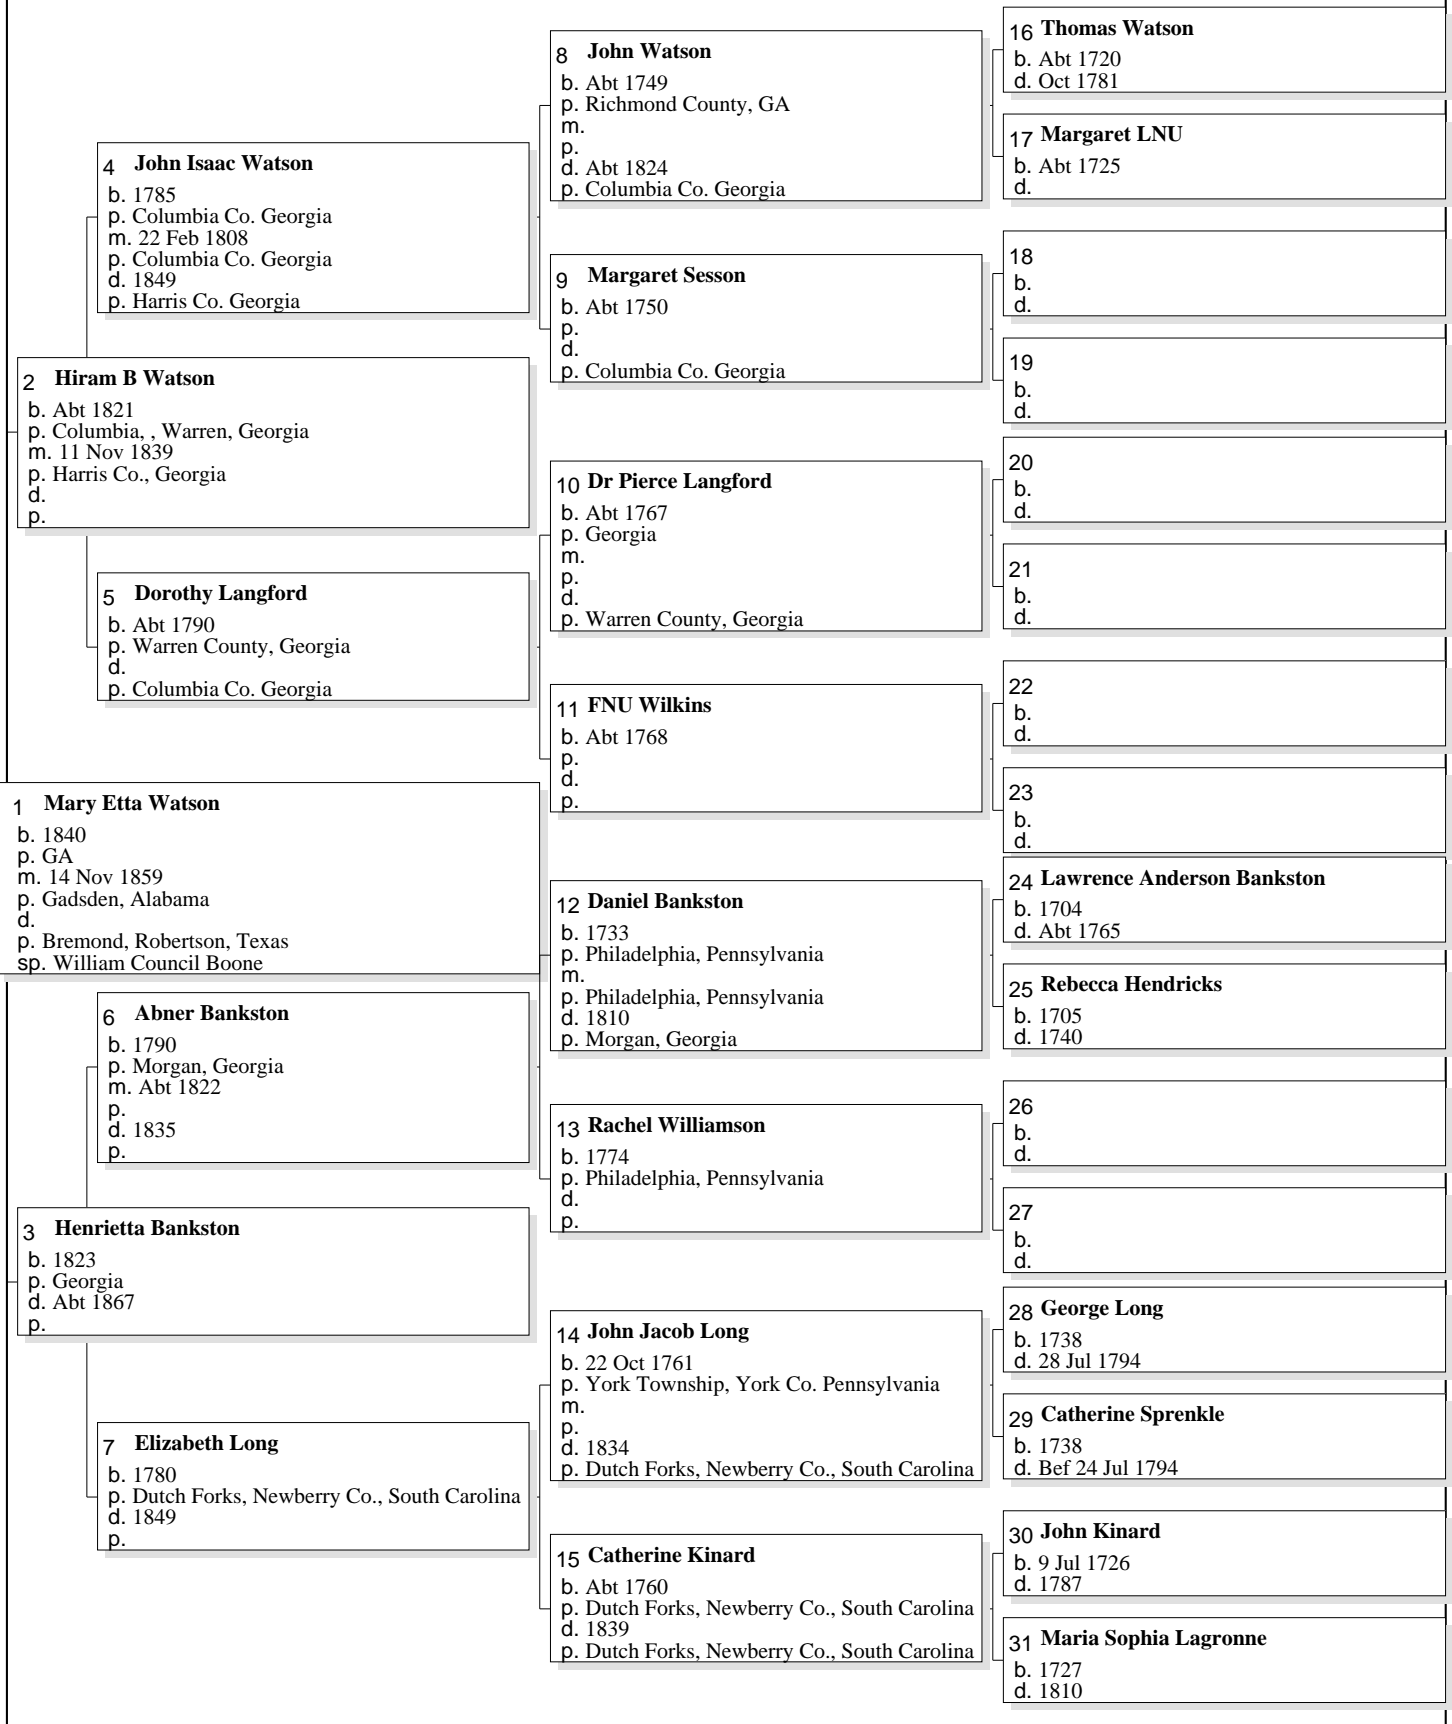 16 Thomas Watson
b. Abt 1720
d. Oct 1781
8 John Watson
b. Abt 1749
p. Richmond County, GA
m.
p.
d. Abt 1824
p. Columbia Co. Georgia
17 Margaret LNU
b. Abt 1725
d.
4 John Isaac Watson
b. 1785
p. Columbia Co. Georgia
m. 22 Feb 1808
p. Columbia Co. Georgia
d. 1849
p. Harris Co. Georgia
18
b.
d.
9 Margaret Sesson
b. Abt 1750
p.
d.
p. Columbia Co. Georgia
19
b.
d.
2 Hiram B Watson
b. Abt 1821
p. Columbia, , Warren, Georgia
m. 11 Nov 1839
p. Harris Co., Georgia
d.
p.
20
b.
d.
10 Dr Pierce Langford
b. Abt 1767
p. Georgia
m.
p.
d.
p. Warren County, Georgia
21
b.
d.
5 Dorothy Langford
b. Abt 1790
p. Warren County, Georgia
d.
p. Columbia Co. Georgia
22
b.
d.
11 FNU Wilkins
b. Abt 1768
p.
d.
p.
23
b.
d.
1 Mary Etta Watson
b. 1840
p. GA
m. 14 Nov 1859
p. Gadsden, Alabama
d.
p. Bremond, Robertson, Texas
sp. William Council Boone
24 Lawrence Anderson Bankston
b. 1704
d. Abt 1765
12 Daniel Bankston
b. 1733
p. Philadelphia, Pennsylvania
m.
p. Philadelphia, Pennsylvania
d. 1810
p. Morgan, Georgia
25 Rebecca Hendricks
b. 1705
d. 1740
6 Abner Bankston
b. 1790
p. Morgan, Georgia
m. Abt 1822
p.
d. 1835
p.
26
b.
d.
13 Rachel Williamson
b. 1774
p. Philadelphia, Pennsylvania
d.
p.
27
b.
d.
3 Henrietta Bankston
b. 1823
p. Georgia
d. Abt 1867
p.
28 George Long
b. 1738
d. 28 Jul 1794
14 John Jacob Long
b. 22 Oct 1761
p. York Township, York Co. Pennsylvania
m.
p.
d. 1834
p. Dutch Forks, Newberry Co., South Carolina
29 Catherine Sprenkle
b. 1738
d. Bef 24 Jul 1794
7 Elizabeth Long
b. 1780
p. Dutch Forks, Newberry Co., South Carolina
d. 1849
p.
30 John Kinard
b. 9 Jul 1726
d. 1787
15 Catherine Kinard
b. Abt 1760
p. Dutch Forks, Newberry Co., South Carolina
d. 1839
p. Dutch Forks, Newberry Co., South Carolina
31 Maria Sophia Lagronne
b. 1727
d. 1810